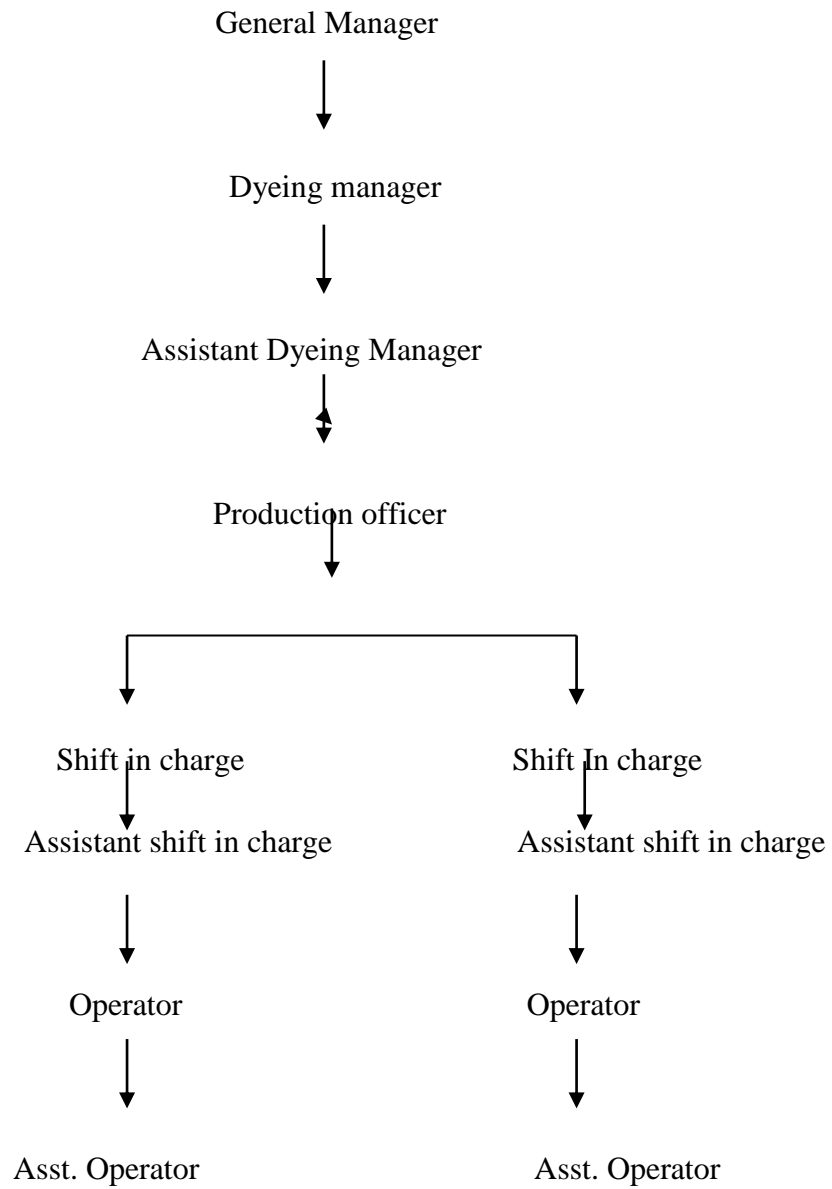 General Manager
Dyeing manager
Assistant Dyeing Manager
Production officer
Shift in charge
Shift In charge
Assistant shift in charge
Assistant shift in charge
Operator
Operator
Asst. Operator
Asst. Operator